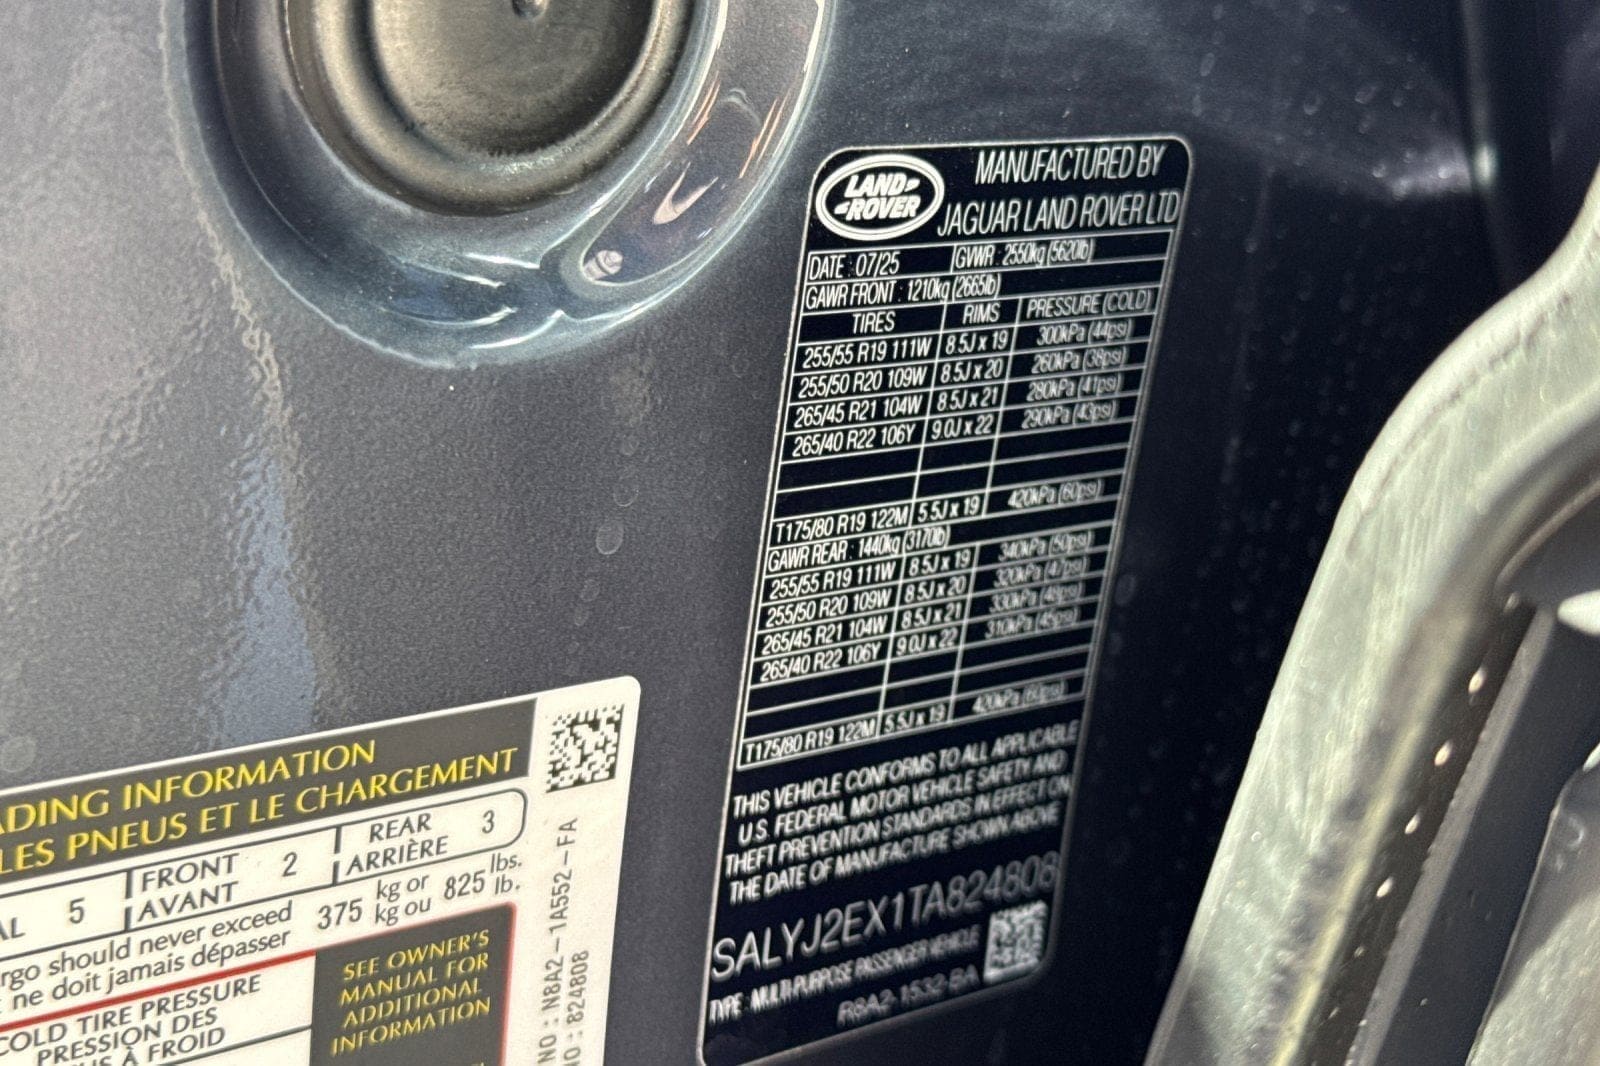 LAND ROVER
MANUFACTURED BY
JAGUAR LAND ROVER LTD
DATE : 07/25 GVWR : 2550kg (5620lb)
GAWR FRONT : 1210kg (2665lb)
TIRES RIMS PRESSURE (COLD)
255/55 R19 111W 8.5J x 19 300kPa (44psi)
255/50 R20 109W 8.5J x 20 260kPa (38psi)
265/45 R21 104W 8.5J x 21 280kPa (41psi)
265/40 R22 106Y 9.0J x 22 290kPa (43psi)
T175/80 R19 122M 5.5J x 19 420kPa (60psi)
GAWR REAR : 1440kg (3170lb)
255/55 R19 111W 8.5J x 19 340kPa (50psi)
255/50 R20 109W 8.5J x 20 320kPa (47psi)
265/45 R21 104W 8.5J x 21 330kPa (48psi)
265/40 R22 106Y 9.0J x 22 310kPa (45psi)
T175/80 R19 122M 5.5J x 19 420kPa (60psi)
THIS VEHICLE CONFORMS TO ALL APPLICABLE
U.S. FEDERAL MOTOR VEHICLE SAFETY AND
THEFT PREVENTION STANDARDS IN EFFECT ON
THE DATE OF MANUFACTURE SHOWN ABOVE
SALYJ2EX1TA824808
TYPE : MULTI-PURPOSE PASSENGER VEHICLE
R8A2-1532-BA
ADING INFORMATION
LES PNEUS ET LE CHARGEMENT
AL 5 FRONT AVANT 2 REAR ARRIÈRE 3
rgo should never exceed 375 kg or 825 lbs.
ne doit jamais dépasser kg ou lb.
COLD TIRE PRESSURE
PRESSION DES
US À FROID
SEE OWNER'S
MANUAL FOR
ADDITIONAL
INFORMATION
NO : N8A2-1A552-FA
NO : 824808